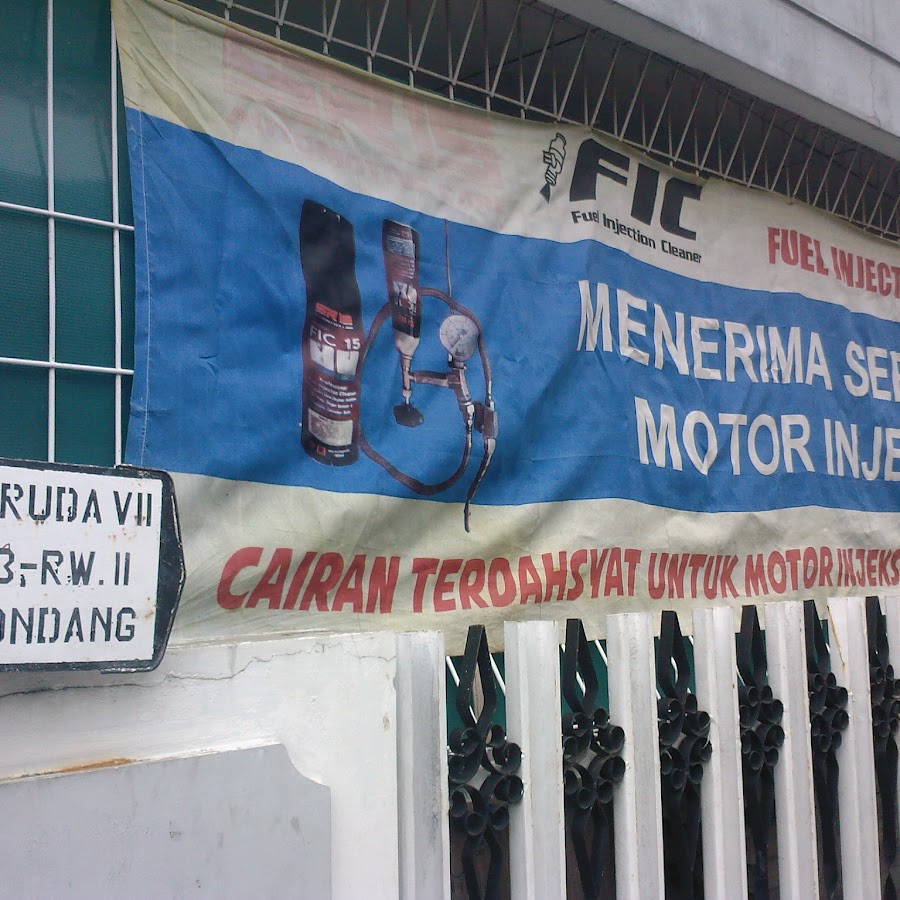 FIC
Fuel Injection Cleaner
FUEL INJECT
MENERIMA SE
MOTOR INJE
FIC 15
CAIRAN TERDAHSYAT UNTUK MOTOR INJEKS
RUDA VII
3.-R.W. II
ONDANG